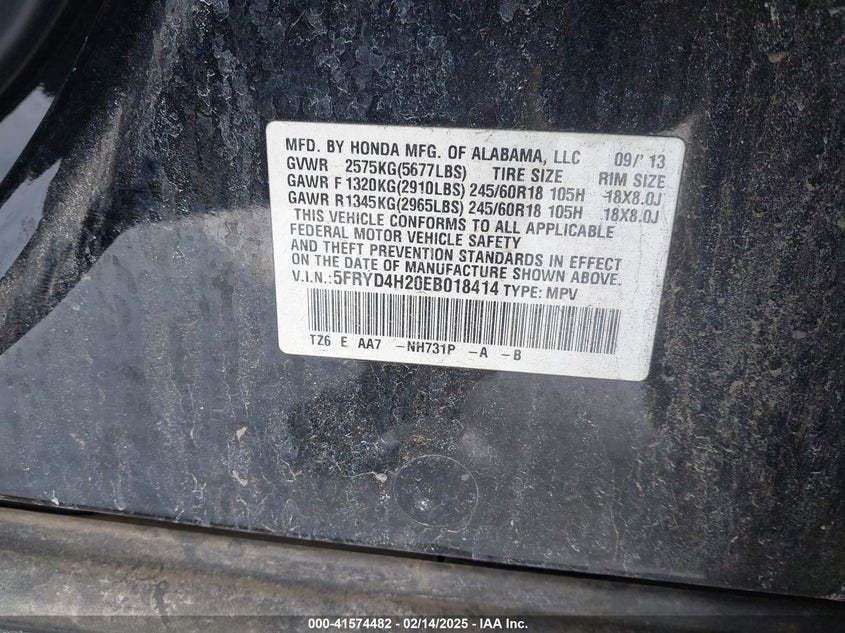 MFD. BY HONDA MFG. OF ALABAMA, LLC 09/'13
GVWR 2575KG(5677LBS) TIRE SIZE RIM SIZE
GAWR F1320KG(2910LBS) 245/60R18 105H 18X8.0J
GAWR R1345KG(2965LBS) 245/60R18 105H 18X8.0J
THIS VEHICLE CONFORMS TO ALL APPLICABLE
FEDERAL MOTOR VEHICLE SAFETY
AND THEFT PREVENTION STANDARDS IN EFFECT
ON THE DATE OF MANUFACTURE SHOWN ABOVE.
V.I.N.:5FRYD4H20EB018414 TYPE: MPV
TZ6 E AA7 -NH731P -A -B
000-41574482 - 02/14/2025 - IAA Inc.